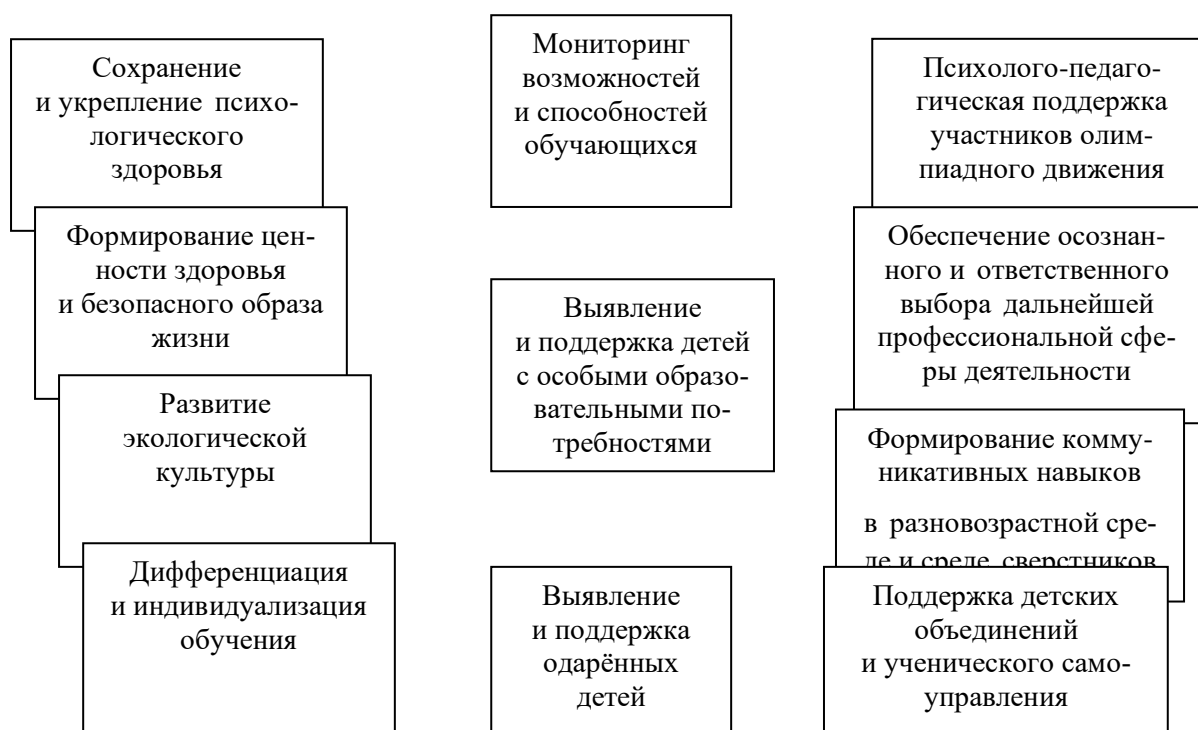 Сохранение
и укрепление психо-
логического
здоровья
Формирование цен-
ности здоровья
и безопасного образа
жизни
Развитие
экологической
культуры
Дифференциация
и индивидуализация
обучения
Мониторинг
возможностей
и способностей
обучающихся
Выявление
и поддержка детей
с особыми образо-
вательными по-
требностями
Выявление
и поддержка
одарённых
детей
Психолого-педаго-
гическая поддержка
участников олим-
пиадного движения
Обеспечение осознан-
ного и ответственного
выбора дальнейшей
профессиональной сфе-
ры деятельности
Формирование комму-
никативных навыков
в разновозрастной сре-
де и среде сверстников
Поддержка детских
объединений
и ученического само-
управления